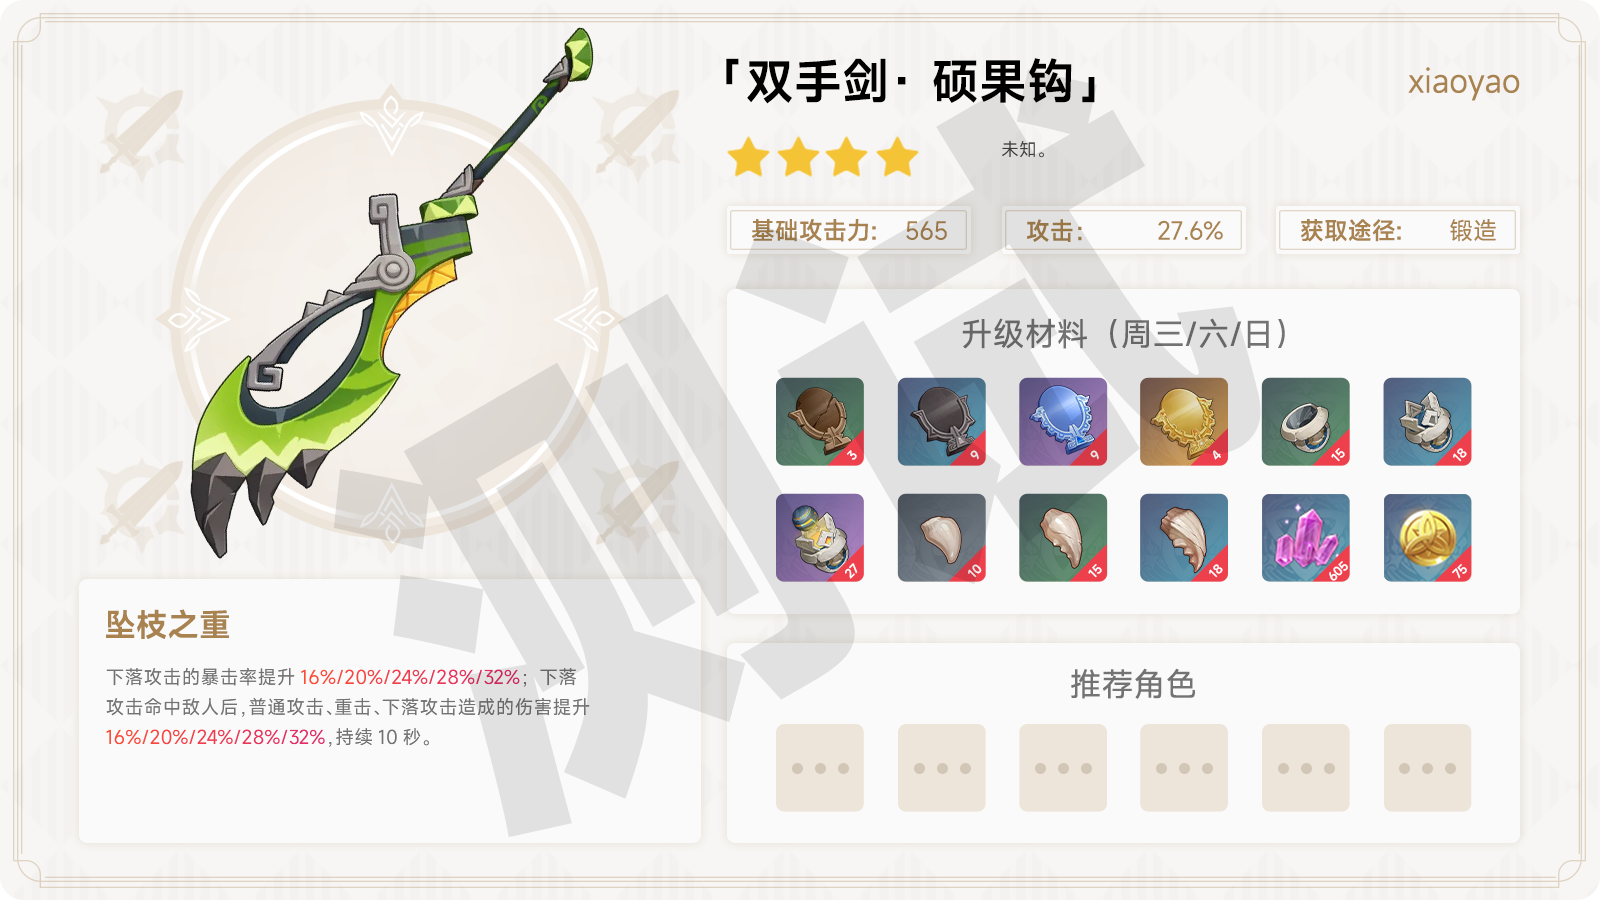 「双手剑· 硕果钩」
xiaoyao
未知。
基础攻击力: 565
攻击: 27.6%
获取途径: 锻造
升级材料（周三/六/日）
3
9
9
4
15
18
27
10
15
18
605
75
坠枝之重
下落攻击的暴击率提升 16%/20%/24%/28%/32%；下落
攻击命中敌人后,普通攻击、重击、下落攻击造成的伤害提升
16%/20%/24%/28%/32%,持续 10 秒。
推荐角色
测试